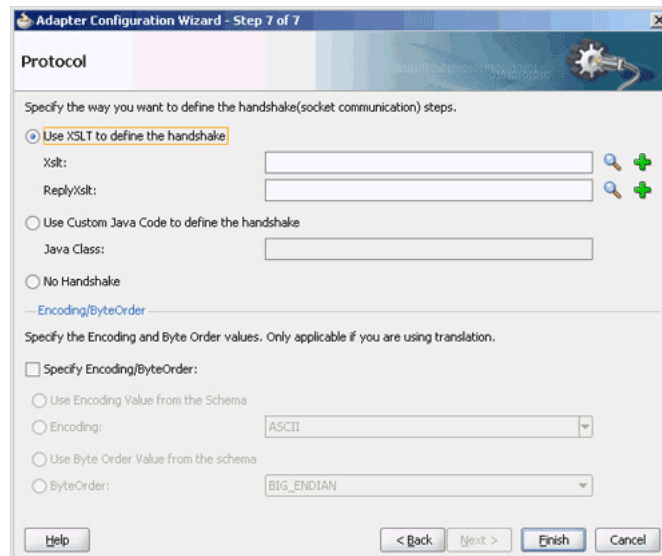 Adapter Configuration Wizard - Step 7 of 7
Protocol
Specify the way you want to define the handshake(socket communication) steps.
Use XSLT to define the handshake
Xslt:
ReplyXslt:
Use Custom Java Code to define the handshake
Java Class:
No Handshake
Encoding/ByteOrder
Specify the Encoding and Byte Order values. Only applicable if you are using translation.
Specify Encoding/ByteOrder:
Use Encoding Value from the Schema
Encoding: ASCII
Use Byte Order Value from the schema
ByteOrder: BIG_ENDIAN
Help < Back Next > Finish Cancel